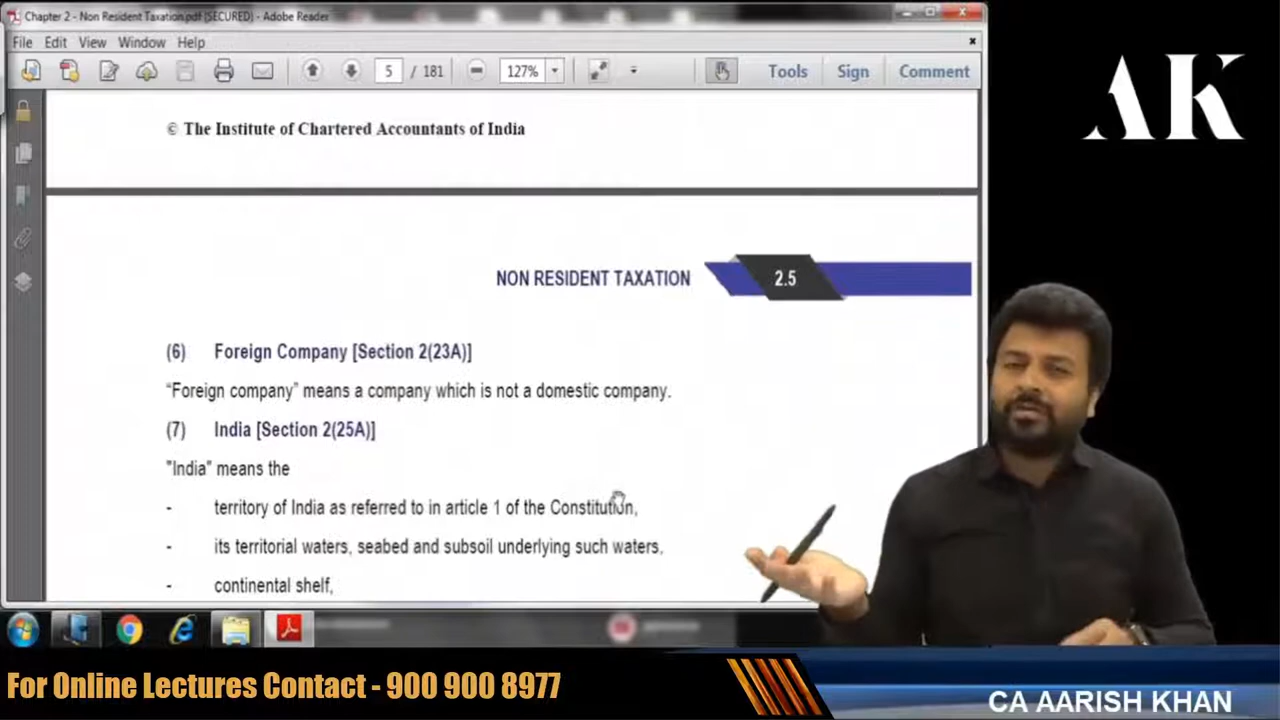 Chapter 2 - Non Resident Taxation.pdf (SECURED) - Adobe Reader
File Edit View Window Help
5 / 181 127% Tools Sign Comment
AK
© The Institute of Chartered Accountants of India
NON RESIDENT TAXATION 2.5
(6) Foreign Company [Section 2(23A)]
“Foreign company” means a company which is not a domestic company.
(7) India [Section 2(25A)]
"India" means the
- territory of India as referred to in article 1 of the Constitution,
- its territorial waters, seabed and subsoil underlying such waters,
- continental shelf,
For Online Lectures Contact - 900 900 8977
CA AARISH KHAN